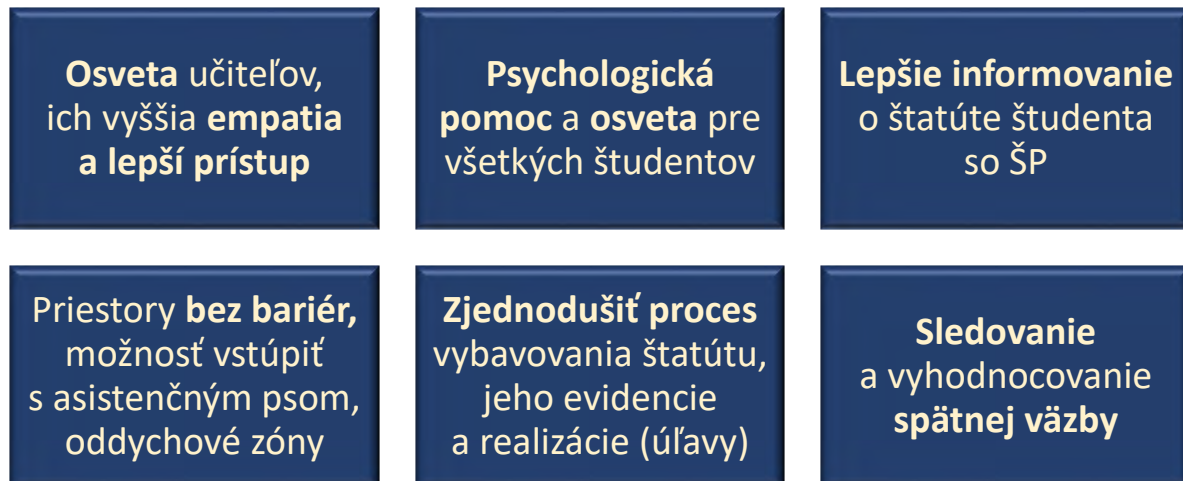 Osveta učiteľov,
ich vyššia empatia
a lepší prístup
Psychologická
pomoc a osveta pre
všetkých študentov
Lepšie informovanie
o štatúte študenta
so ŠP
Priestory bez bariér,
možnosť vstúpiť
s asistenčným psom,
oddychové zóny
Zjednodušiť proces
vybavovania štatútu,
jeho evidencie
a realizácie (úľavy)
Sledovanie
a vyhodnocovanie
spätnej väzby